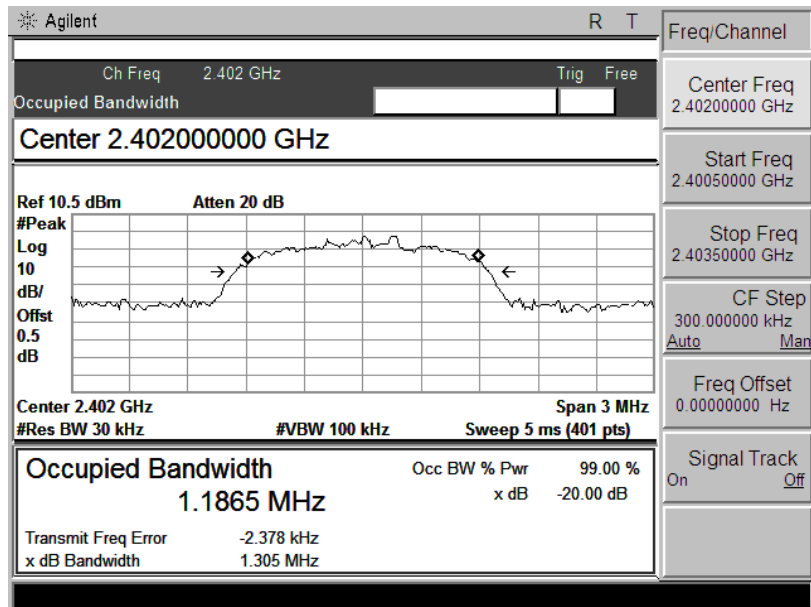 Agilent R T
Freq/Channel
Ch Freq 2.402 GHz Trig Free
Occupied Bandwidth
Center 2.402000000 GHz
Ref 10.5 dBm Atten 20 dB
#Peak
Log
10
dB/
Offst
0.5
dB
Center 2.402 GHz Span 3 MHz
#Res BW 30 kHz #VBW 100 kHz Sweep 5 ms (401 pts)
Occupied Bandwidth
1.1865 MHz
Occ BW % Pwr 99.00 %
x dB -20.00 dB
Transmit Freq Error -2.378 kHz
x dB Bandwidth 1.305 MHz
Center Freq
2.40200000 GHz
Start Freq
2.40050000 GHz
Stop Freq
2.40350000 GHz
CF Step
300.000000 kHz
Auto Man
Freq Offset
0.00000000 Hz
Signal Track
On Off